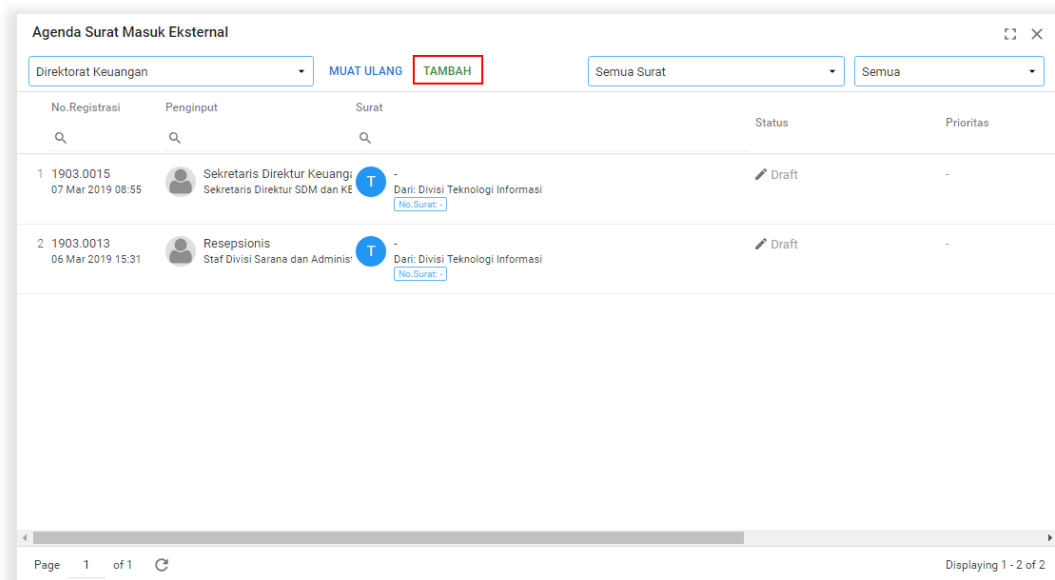 Agenda Surat Masuk Eksternal
Direktorat Keuangan MUAT ULANG TAMBAH Semua Surat Semua
No.Registrasi Penginput Surat Status Prioritas
1 1903.0015 Sekretaris Direktur Keuanga T - Draft -
07 Mar 2019 08:55 Sekretaris Direktur SDM dan KE Dari: Divisi Teknologi Informasi
No.Surat: -
2 1903.0013 Resepsionis T - Draft -
06 Mar 2019 15:31 Staf Divisi Sarana dan Adminis Dari: Divisi Teknologi Informasi
No.Surat: -
Page 1 of 1 Displaying 1 - 2 of 2